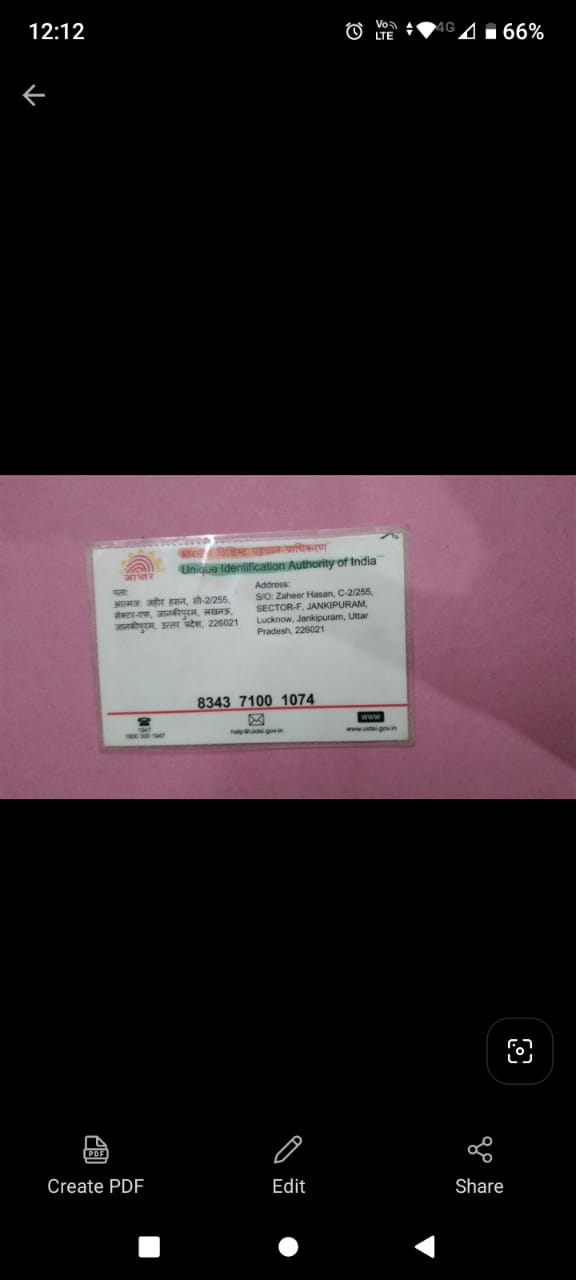 12:12
Vo LTE 4G 66%
आधार
भारतीय विशिष्ट पहचान प्राधिकरण
Unique Identification Authority of India
पता:
आत्मज: जहीर हसन, सी-2/255,
सेक्टर-एफ, जानकीपुरम, लखनऊ,
जानकीपुरम, उत्तर प्रदेश, 226021
Address:
S/O: Zaheer Hasan, C-2/255,
SECTOR-F, JANKIPURAM,
Lucknow, Jankipuram, Uttar
Pradesh, 226021
8343 7100 1074
1947
1800 300 1947
help@uidai.gov.in
WWW
www.uidai.gov.in
PDF
Create PDF
Edit
Share